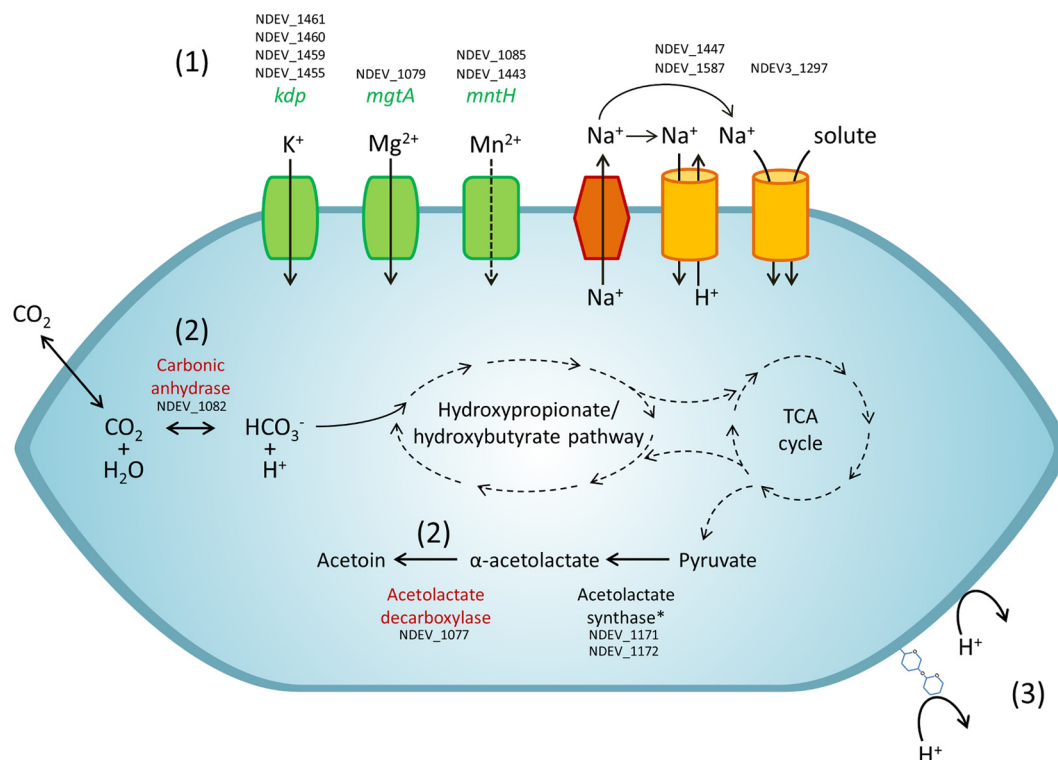 (1)
NDEV_1461
NDEV_1460
NDEV_1459
NDEV_1455
kdp
NDEV_1079
mgtA
NDEV_1085
NDEV_1443
mntH
NDEV_1447
NDEV_1587
NDEV3_1297
K+
Mg2+
Mn2+
Na+
Na+
Na+
solute
Na+
H+
CO2
(2)
Carbonic
anhydrase
NDEV_1082
CO2
+
H2O
HCO3-
+
H+
Hydroxypropionate/
hydroxybutyrate pathway
TCA
cycle
(2)
Acetoin
α-acetolactate
Pyruvate
Acetolactate
decarboxylase
NDEV_1077
Acetolactate
synthase*
NDEV_1171
NDEV_1172
H+
(3)
H+